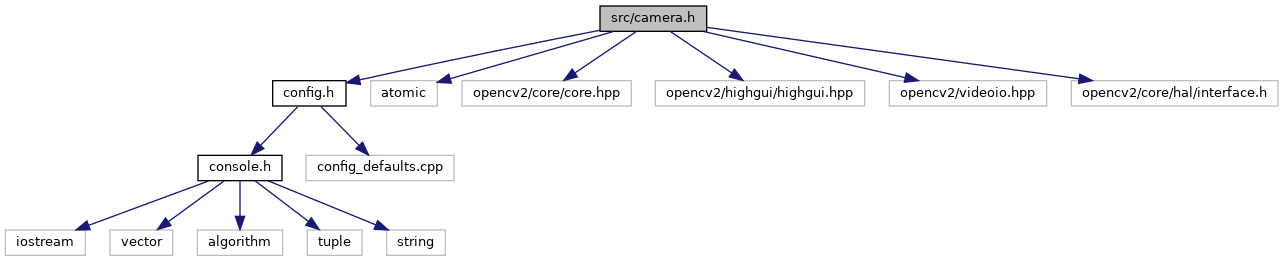 src/camera.h
config.h
atomic
opencv2/core/core.hpp
opencv2/highgui/highgui.hpp
opencv2/videoio.hpp
opencv2/core/hal/interface.h
console.h
config_defaults.cpp
iostream
vector
algorithm
tuple
string